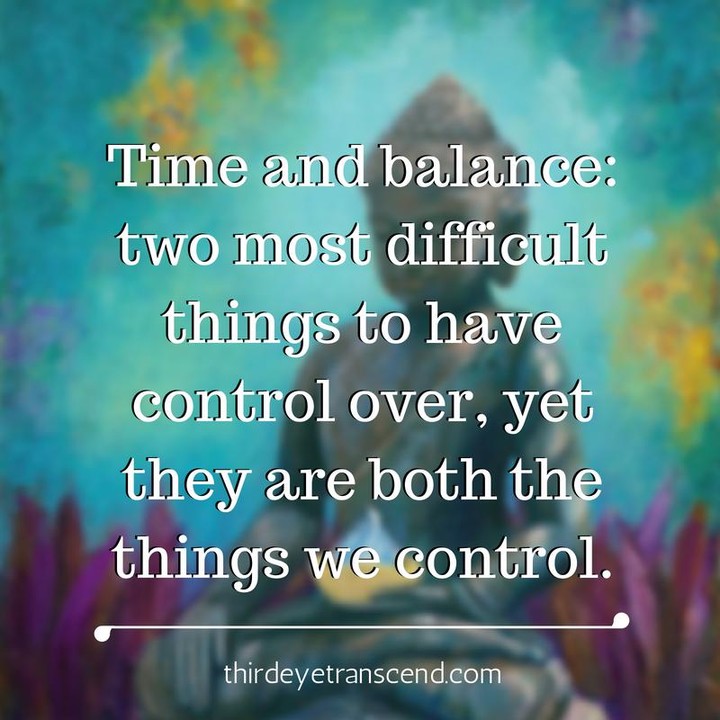 Time and balance:
two most difficult
things to have
control over, yet
they are both the
things we control.
thirdeyetranscend.com